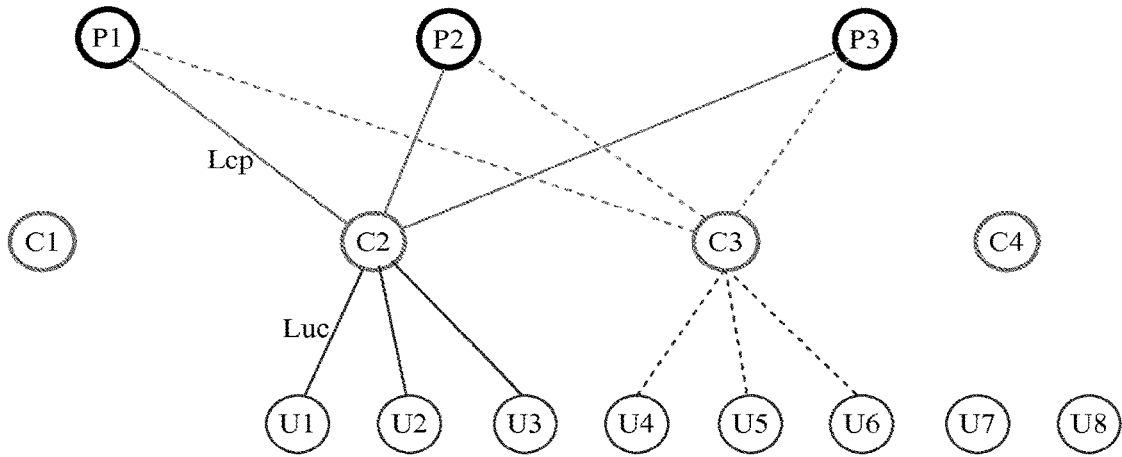 P1 P2 P3
Lcp
C1 C2 C3 C4
Luc
U1 U2 U3 U4 U5 U6 U7 U8